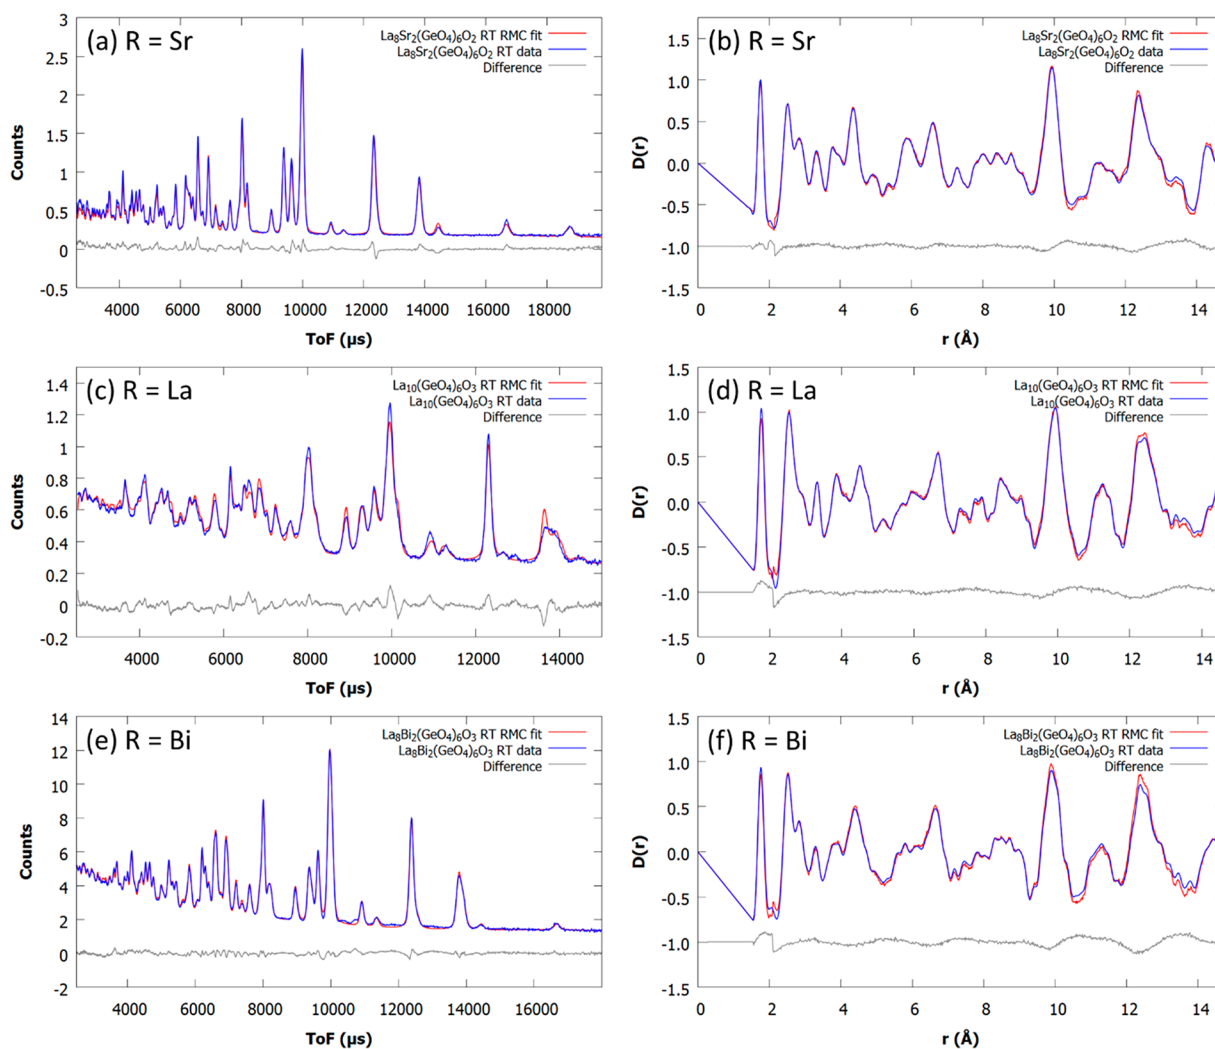 (a) R = Sr
La₈Sr₂(GeO₄)₆O₂ RT RMC fit
La₈Sr₂(GeO₄)₆O₂ RT data
Difference
Counts
3
2.5
2
1.5
1
0.5
0
-0.5
4000 6000 8000 10000 12000 14000 16000 18000
ToF (µs)
(b) R = Sr
La₈Sr₂(GeO₄)₆O₂ RT RMC fit
La₈Sr₂(GeO₄)₆O₂
Difference
D(r)
1.5
1.0
0.5
0.0
-0.5
-1.0
-1.5
0 2 4 6 8 10 12 14
r (Å)
(c) R = La
La₁₀(GeO₄)₆O₃ RT RMC fit
La₁₀(GeO₄)₆O₃ RT data
Difference
Counts
1.4
1.2
1
0.8
0.6
0.4
0.2
0
-0.2
4000 6000 8000 10000 12000 14000
ToF (µs)
(d) R = La
La₁₀(GeO₄)₆O₃ RT RMC fit
La₁₀(GeO₄)₆O₃ RT data
Difference
D(r)
1.5
1.0
0.5
0.0
-0.5
-1.0
-1.5
0 2 4 6 8 10 12 14
r (Å)
(e) R = Bi
La₈Bi₂(GeO₄)₆O₃ RT RMC fit
La₈Bi₂(GeO₄)₆O₃ RT data
Difference
Counts
14
12
10
8
6
4
2
0
-2
4000 6000 8000 10000 12000 14000 16000
ToF (µs)
(f) R = Bi
La₈Bi₂(GeO₄)₆O₃ RT RMC fit
La₈Bi₂(GeO₄)₆O₃ RT data
Difference
D(r)
1.5
1.0
0.5
0.0
-0.5
-1.0
-1.5
0 2 4 6 8 10 12 14
r (Å)